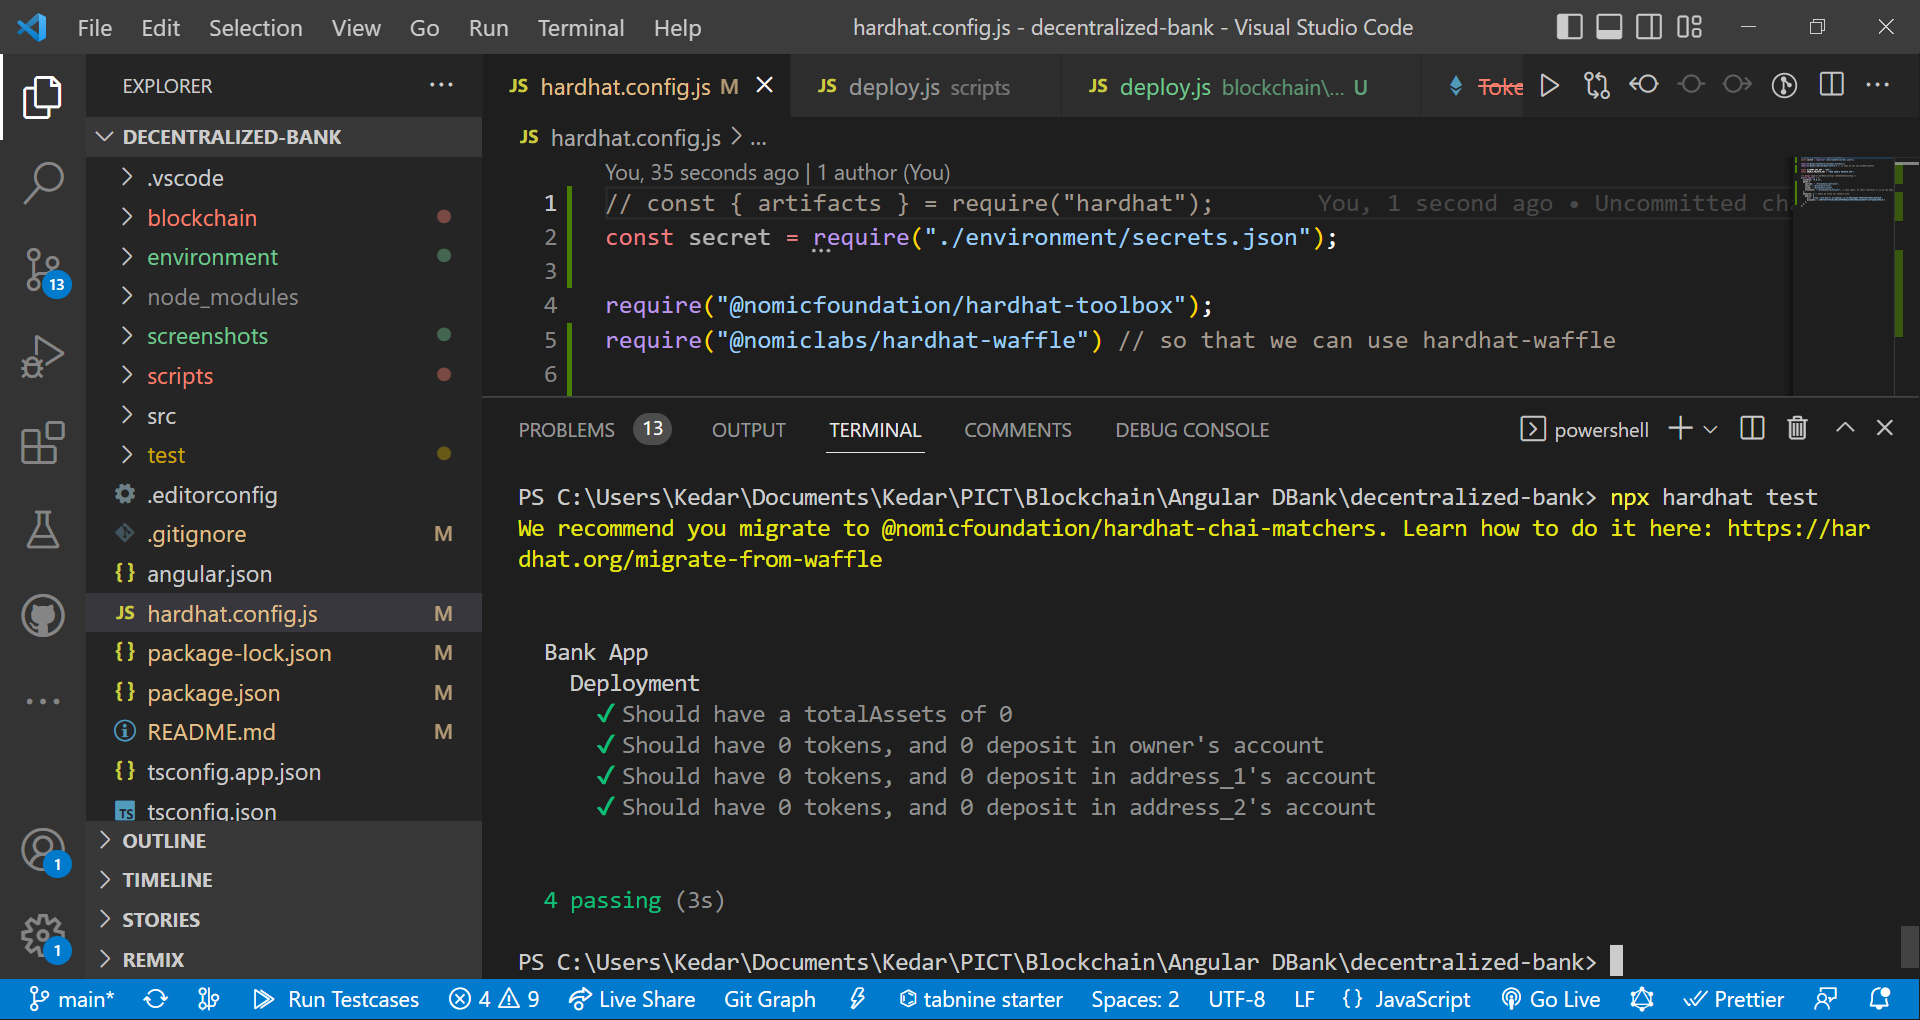 File Edit Selection View Go Run Terminal Help
hardhat.config.js - decentralized-bank - Visual Studio Code
EXPLORER
DECENTRALIZED-BANK
.vscode
blockchain
environment
node_modules
screenshots
scripts
src
test
.editorconfig
.gitignore M
{} angular.json
JS hardhat.config.js M
{} package-lock.json M
{} package.json M
README.md M
{} tsconfig.app.json
TS tsconfig.json
OUTLINE
TIMELINE
STORIES
REMIX
13
1
1
JS hardhat.config.js M
JS deploy.js scripts
JS deploy.js blockchain\... U
Toke
JS hardhat.config.js > ...
You, 35 seconds ago | 1 author (You)
1 // const { artifacts } = require("hardhat"); You, 1 second ago • Uncommitted cha
2 const secret = require("./environment/secrets.json");
3
4 require("@nomicfoundation/hardhat-toolbox");
5 require("@nomiclabs/hardhat-waffle") // so that we can use hardhat-waffle
6
PROBLEMS 13 OUTPUT TERMINAL COMMENTS DEBUG CONSOLE
powershell
PS C:\Users\Kedar\Documents\Kedar\PICT\Blockchain\Angular DBank\decentralized-bank> npx hardhat test
We recommend you migrate to @nomicfoundation/hardhat-chai-matchers. Learn how to do it here: https://har
dhat.org/migrate-from-waffle
Bank App
Deployment
✓ Should have a totalAssets of 0
✓ Should have 0 tokens, and 0 deposit in owner's account
✓ Should have 0 tokens, and 0 deposit in address_1's account
✓ Should have 0 tokens, and 0 deposit in address_2's account
4 passing (3s)
PS C:\Users\Kedar\Documents\Kedar\PICT\Blockchain\Angular DBank\decentralized-bank>
main* Run Testcases 4 9 Live Share Git Graph tabnine starter Spaces: 2 UTF-8 LF {} JavaScript Go Live Prettier